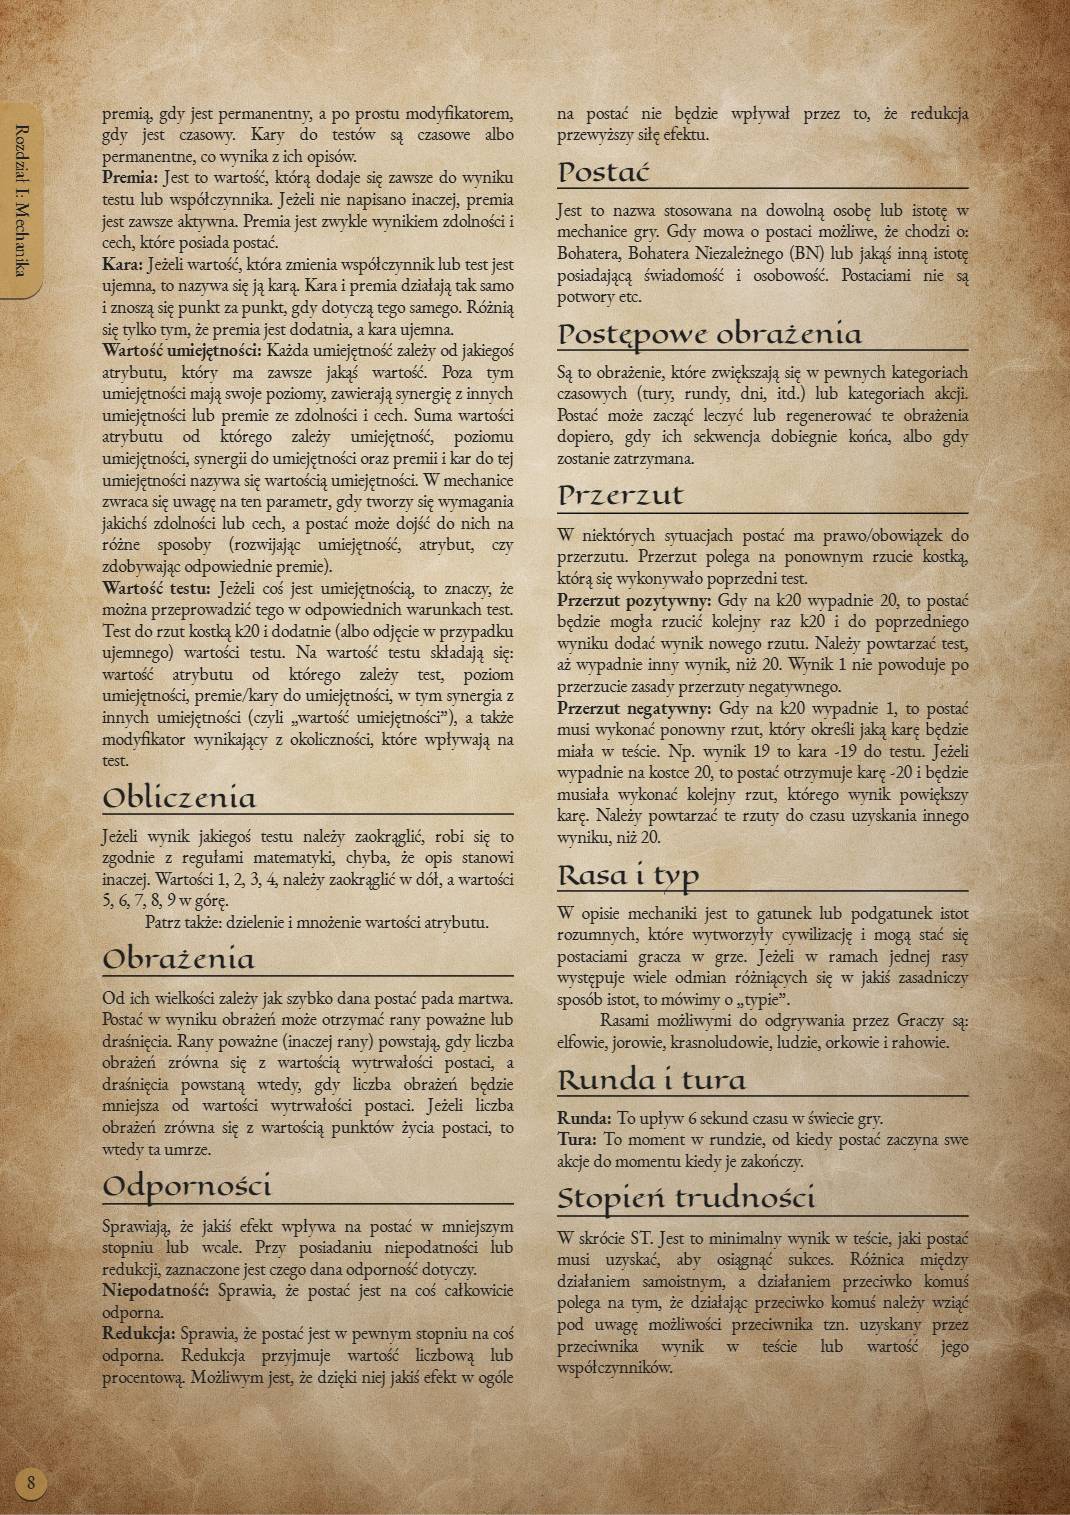 Rozdział I: Mechanika
premią, gdy jest permanentny, a po prostu modyfikatorem,
gdy jest czasowy. Kary do testów są czasowe albo
permanentne, co wynika z ich opisów.
Premia: Jest to wartość, którą dodaje się zawsze do wyniku
testu lub współczynnika. Jeżeli nie napisano inaczej, premia
jest zawsze aktywna. Premia jest zwykle wynikiem zdolności i
cech, które posiada postać.
Kara: Jeżeli wartość, która zmienia współczynnik lub test jest
ujemna, to nazywa się ją karą. Kara i premia działają tak samo
i znoszą się punkt za punkt, gdy dotyczą tego samego. Różnią
się tylko tym, że premia jest dodatnia, a kara ujemna.
Wartość umiejętności: Każda umiejętność zależy od jakiegoś
atrybutu, który ma zawsze jakąś wartość. Poza tym
umiejętności mają swoje poziomy, zawierają synergię z innych
umiejętności lub premie ze zdolności i cech. Suma wartości
atrybutu od którego zależy umiejętność, poziomu
umiejętności, synergii do umiejętności oraz premii i kar do tej
umiejętności nazywa się wartością umiejętności. W mechanice
zwraca się uwagę na ten parametr, gdy tworzy się wymagania
jakichś zdolności lub cech, a postać może dojść do nich na
różne sposoby (rozwijając umiejętność, atrybut, czy
zdobywając odpowiednie premie).
Wartość testu: Jeżeli coś jest umiejętnością, to znaczy, że
można przeprowadzić tego w odpowiednich warunkach test.
Test do rzut kostką k20 i dodatnie (albo odjęcie w przypadku
ujemnego) wartości testu. Na wartość testu składają się:
wartość atrybutu od którego zależy test, poziom
umiejętności, premie/kary do umiejętności, w tym synergia z
innych umiejętności (czyli „wartość umiejętności”), a także
modyfikator wynikający z okoliczności, które wpływają na
test.
Obliczenia
Jeżeli wynik jakiegoś testu należy zaokrąglić, robi się to
zgodnie z regułami matematyki, chyba, że opis stanowi
inaczej. Wartości 1, 2, 3, 4, należy zaokrąglić w dół, a wartości
5, 6, 7, 8, 9 w górę.
Patrz także: dzielenie i mnożenie wartości atrybutu.
Obrażenia
Od ich wielkości zależy jak szybko dana postać pada martwa.
Postać w wyniku obrażeń może otrzymać rany poważne lub
draśnięcia. Rany poważne (inaczej rany) powstają, gdy liczba
obrażeń zrówna się z wartością wytrwałości postaci, a
draśnięcia powstaną wtedy, gdy liczba obrażeń będzie
mniejsza od wartości wytrwałości postaci. Jeżeli liczba
obrażeń zrówna się z wartością punktów życia postaci, to
wtedy ta umrze.
Odporności
Sprawiają, że jakiś efekt wpływa na postać w mniejszym
stopniu lub wcale. Przy posiadaniu niepodatności lub
redukcji, zaznaczone jest czego dana odporność dotyczy.
Niepodatność: Sprawia, że postać jest na coś całkowicie
odporna.
Redukcja: Sprawia, że postać jest w pewnym stopniu na coś
odporna. Redukcja przyjmuje wartość liczbową lub
procentową. Możliwym jest, że dzięki niej jakiś efekt w ogóle
na postać nie będzie wpływał przez to, że redukcja
przewyższy siłę efektu.
Postać
Jest to nazwa stosowana na dowolną osobę lub istotę w
mechanice gry. Gdy mowa o postaci możliwe, że chodzi o:
Bohatera, Bohatera Niezależnego (BN) lub jakąś inną istotę
posiadającą świadomość i osobowość. Postaciami nie są
potwory etc.
Postępowe obrażenia
Są to obrażenie, które zwiększają się w pewnych kategoriach
czasowych (tury, rundy, dni, itd.) lub kategoriach akcji.
Postać może zacząć leczyć lub regenerować te obrażenia
dopiero, gdy ich sekwencja dobiegnie końca, albo gdy
zostanie zatrzymana.
Przerzut
W niektórych sytuacjach postać ma prawo/obowiązek do
przerzutu. Przerzut polega na ponownym rzucie kostką,
którą się wykonywało poprzedni test.
Przerzut pozytywny: Gdy na k20 wypadnie 20, to postać
będzie mogła rzucić kolejny raz k20 i do poprzedniego
wyniku dodać wynik nowego rzutu. Należy powtarzać test,
aż wypadnie inny wynik, niż 20. Wynik 1 nie powoduje po
przerzucie zasady przerzuty negatywnego.
Przerzut negatywny: Gdy na k20 wypadnie 1, to postać
musi wykonać ponowny rzut, który określi jaką karę będzie
miała w teście. Np. wynik 19 to kara -19 do testu. Jeżeli
wypadnie na kostce 20, to postać otrzymuje karę -20 i będzie
musiała wykonać kolejny rzut, którego wynik powiększy
karę. Należy powtarzać te rzuty do czasu uzyskania innego
wyniku, niż 20.
Rasa i typ
W opisie mechaniki jest to gatunek lub podgatunek istot
rozumnych, które wytworzyły cywilizację i mogą stać się
postaciami gracza w grze. Jeżeli w ramach jednej rasy
występuje wiele odmian różniących się w jakiś zasadniczy
sposób istot, to mówimy o „typie”.
Rasami możliwymi do odgrywania przez Graczy są:
elfowie, jorowie, krasnoludowie, ludzie, orkowie i rahowie.
Runda i tura
Runda: To upływ 6 sekund czasu w świecie gry.
Tura: To moment w rundzie, od kiedy postać zaczyna swe
akcje do momentu kiedy je zakończy.
Stopień trudności
W skrócie ST. Jest to minimalny wynik w teście, jaki postać
musi uzyskać, aby osiągnąć sukces. Różnica między
działaniem samoistnym, a działaniem przeciwko komuś
polega na tym, że działając przeciwko komuś należy wziąć
pod uwagę możliwości przeciwnika tzn. uzyskany przez
przeciwnika wynik w teście lub wartość jego
współczynników.
8